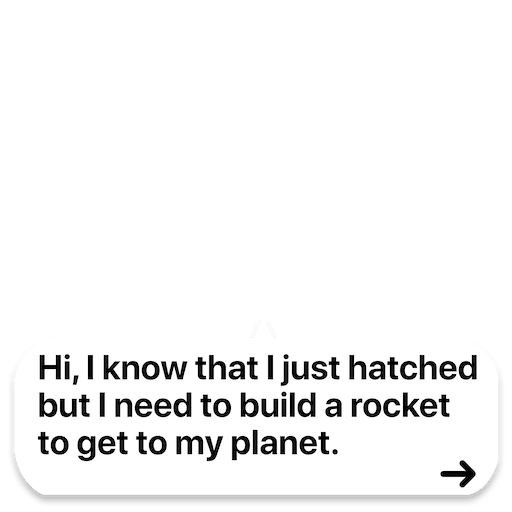 Hi, I know that I just hatched
but I need to build a rocket
to get to my planet.